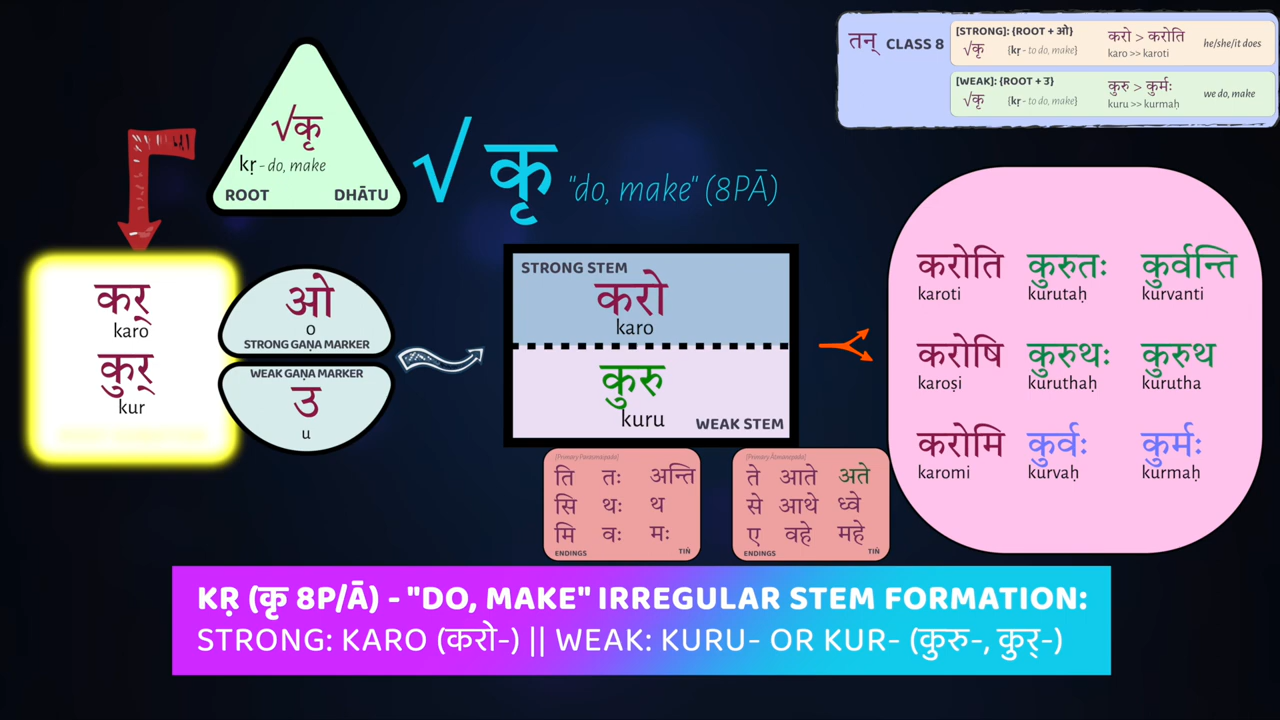 तन् CLASS 8
[STRONG]: {ROOT + ओ}
√कृ {kṛ - to do, make} करो > करोति he/she/it does
karo >> karoti
[WEAK]: {ROOT + उ}
√कृ {kṛ - to do, make} कुरु > कुर्मः we do, make
kuru >> kurmaḥ
√कृ
kṛ - do, make
ROOT DHĀTU
√ कृ "do, make" (8PĀ)
कर्
karo
कुर्
kur
ओ
o
STRONG GAṆA MARKER
WEAK GAṆA MARKER
उ
u
STRONG STEM
करो
karo
कुरु
kuru
WEAK STEM
करोति कुरुतः कुर्वन्ति
karoti kurutaḥ kurvanti
करोषि कुरुथः कुरुथ
karoṣi kuruthaḥ kurutha
करोमि कुर्वः कुर्मः
karomi kurvaḥ kurmaḥ
[Primary Parasmaipada]
ति तः अन्ति
सि थः थ
मि वः मः
ENDINGS TIṄ
[Primary Ātmanepada]
ते आते अते
से आथे ध्वे
ए वहे महे
ENDINGS TIṄ
KṚ (कृ 8P/Ā) - "DO, MAKE" IRREGULAR STEM FORMATION:
STRONG: KARO (करो-) || WEAK: KURU- OR KUR- (कुरु-, कुर्-)